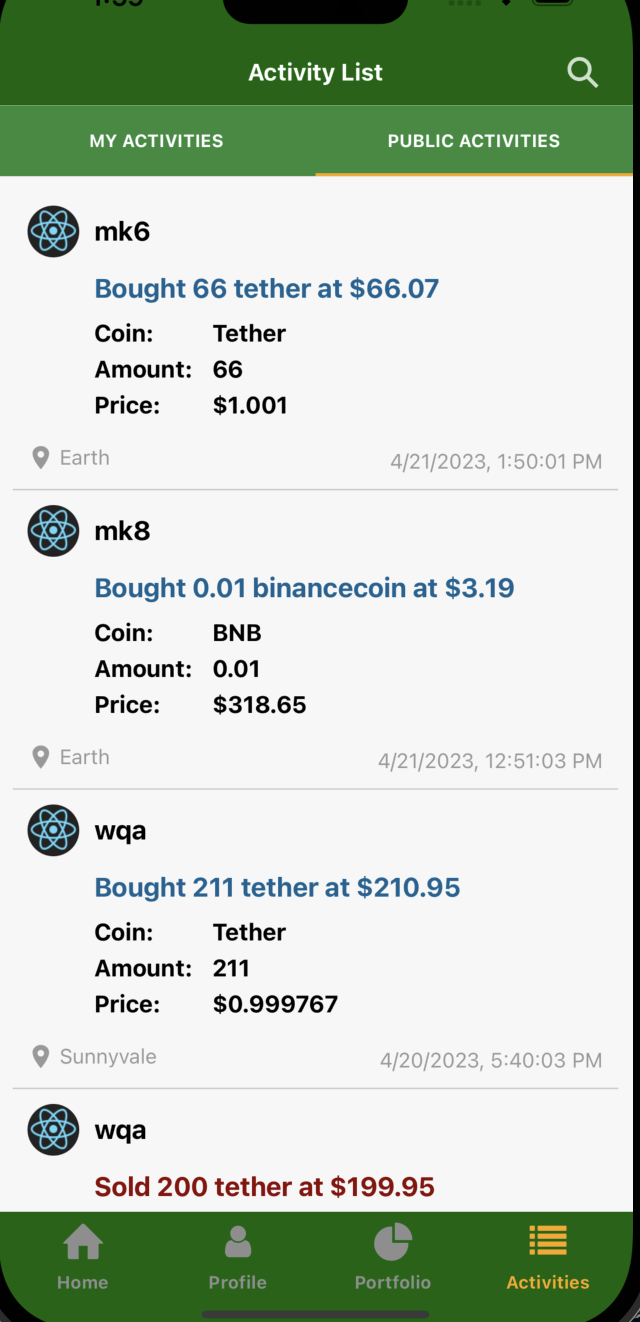 Activity List
MY ACTIVITIES PUBLIC ACTIVITIES
mk6
Bought 66 tether at $66.07
Coin: Tether
Amount: 66
Price: $1.001
Earth 4/21/2023, 1:50:01 PM
mk8
Bought 0.01 binancecoin at $3.19
Coin: BNB
Amount: 0.01
Price: $318.65
Earth 4/21/2023, 12:51:03 PM
wqa
Bought 211 tether at $210.95
Coin: Tether
Amount: 211
Price: $0.999767
Sunnyvale 4/20/2023, 5:40:03 PM
wqa
Sold 200 tether at $199.95
Home Profile Portfolio Activities